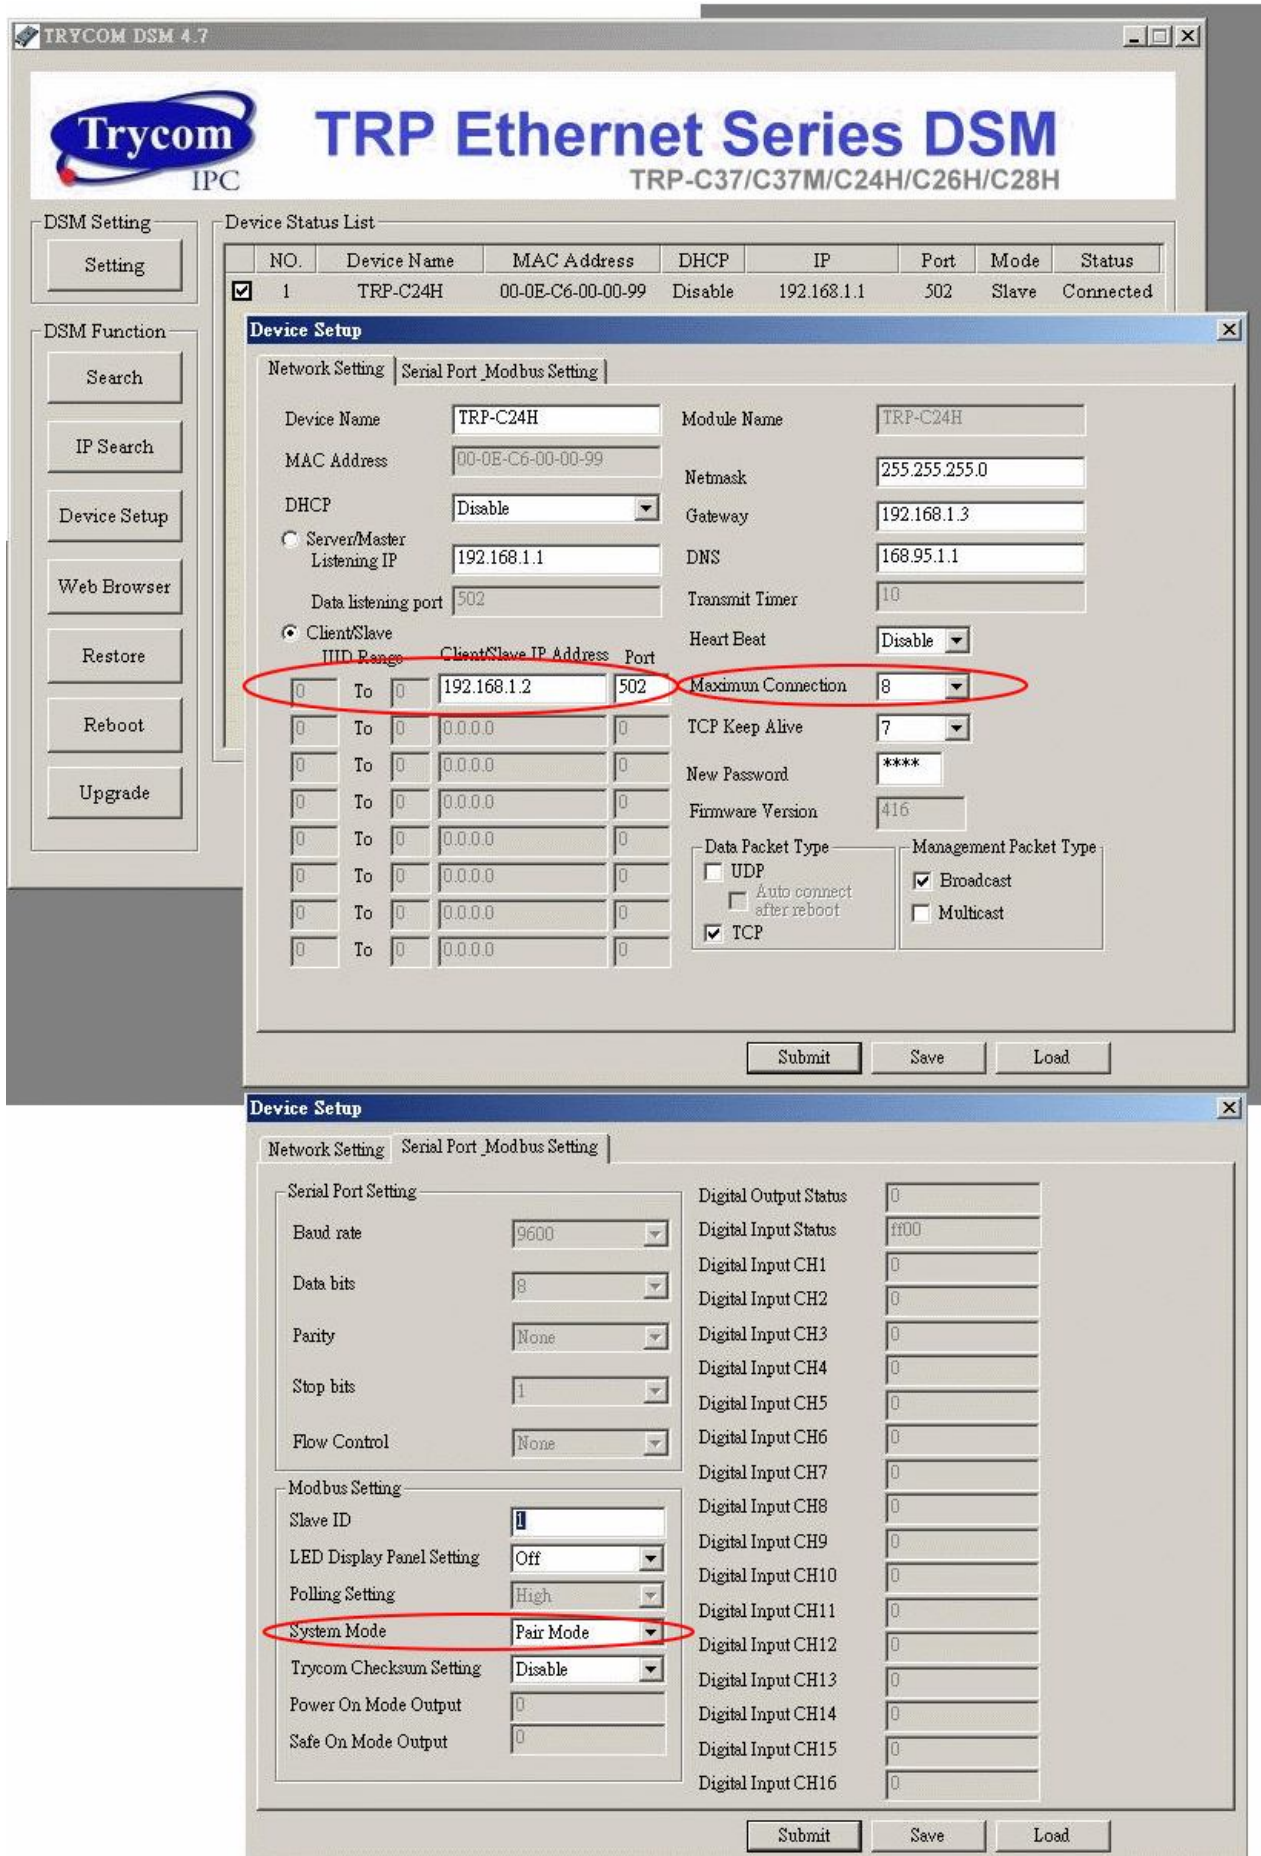 TRYCOM DSM 4.7
Trycom
IPC
TRP Ethernet Series DSM
TRP-C37/C37M/C24H/C26H/C28H
DSM Setting
Setting
DSM Function
Search
IP Search
Device Setup
Web Browser
Restore
Reboot
Upgrade
Device Status List
NO. Device Name MAC Address DHCP IP Port Mode Status
1 TRP-C24H 00-0E-C6-00-00-99 Disable 192.168.1.1 502 Slave Connected
Device Setup
Network Setting Serial Port_Modbus Setting
Device Name TRP-C24H
MAC Address 00-0E-C6-00-00-99
DHCP Disable
Server/Master
Listening IP 192.168.1.1
Data listening port 502
Client/Slave
UID Range Client/Slave IP Address Port
0 To 0 192.168.1.2 502
0 To 0 0.0.0.0 0
0 To 0 0.0.0.0 0
0 To 0 0.0.0.0 0
0 To 0 0.0.0.0 0
0 To 0 0.0.0.0 0
0 To 0 0.0.0.0 0
0 To 0 0.0.0.0 0
Module Name TRP-C24H
Netmask 255.255.255.0
Gateway 192.168.1.3
DNS 168.95.1.1
Transmit Timer 10
Heart Beat Disable
Maximun Connection 8
TCP Keep Alive 7
New Password ****
Firmware Version 416
Data Packet Type
UDP
Auto connect
after reboot
TCP
Management Packet Type
Broadcast
Multicast
Submit Save Load
Device Setup
Network Setting Serial Port_Modbus Setting
Serial Port Setting
Baud rate 9600
Data bits 8
Parity None
Stop bits 1
Flow Control None
Modbus Setting
Slave ID 1
LED Display Panel Setting Off
Polling Setting High
System Mode Pair Mode
Trycom Checksum Setting Disable
Power On Mode Output 0
Safe On Mode Output 0
Digital Output Status 0
Digital Input Status ff00
Digital Input CH1 0
Digital Input CH2 0
Digital Input CH3 0
Digital Input CH4 0
Digital Input CH5 0
Digital Input CH6 0
Digital Input CH7 0
Digital Input CH8 0
Digital Input CH9 0
Digital Input CH10 0
Digital Input CH11 0
Digital Input CH12 0
Digital Input CH13 0
Digital Input CH14 0
Digital Input CH15 0
Digital Input CH16 0
Submit Save Load